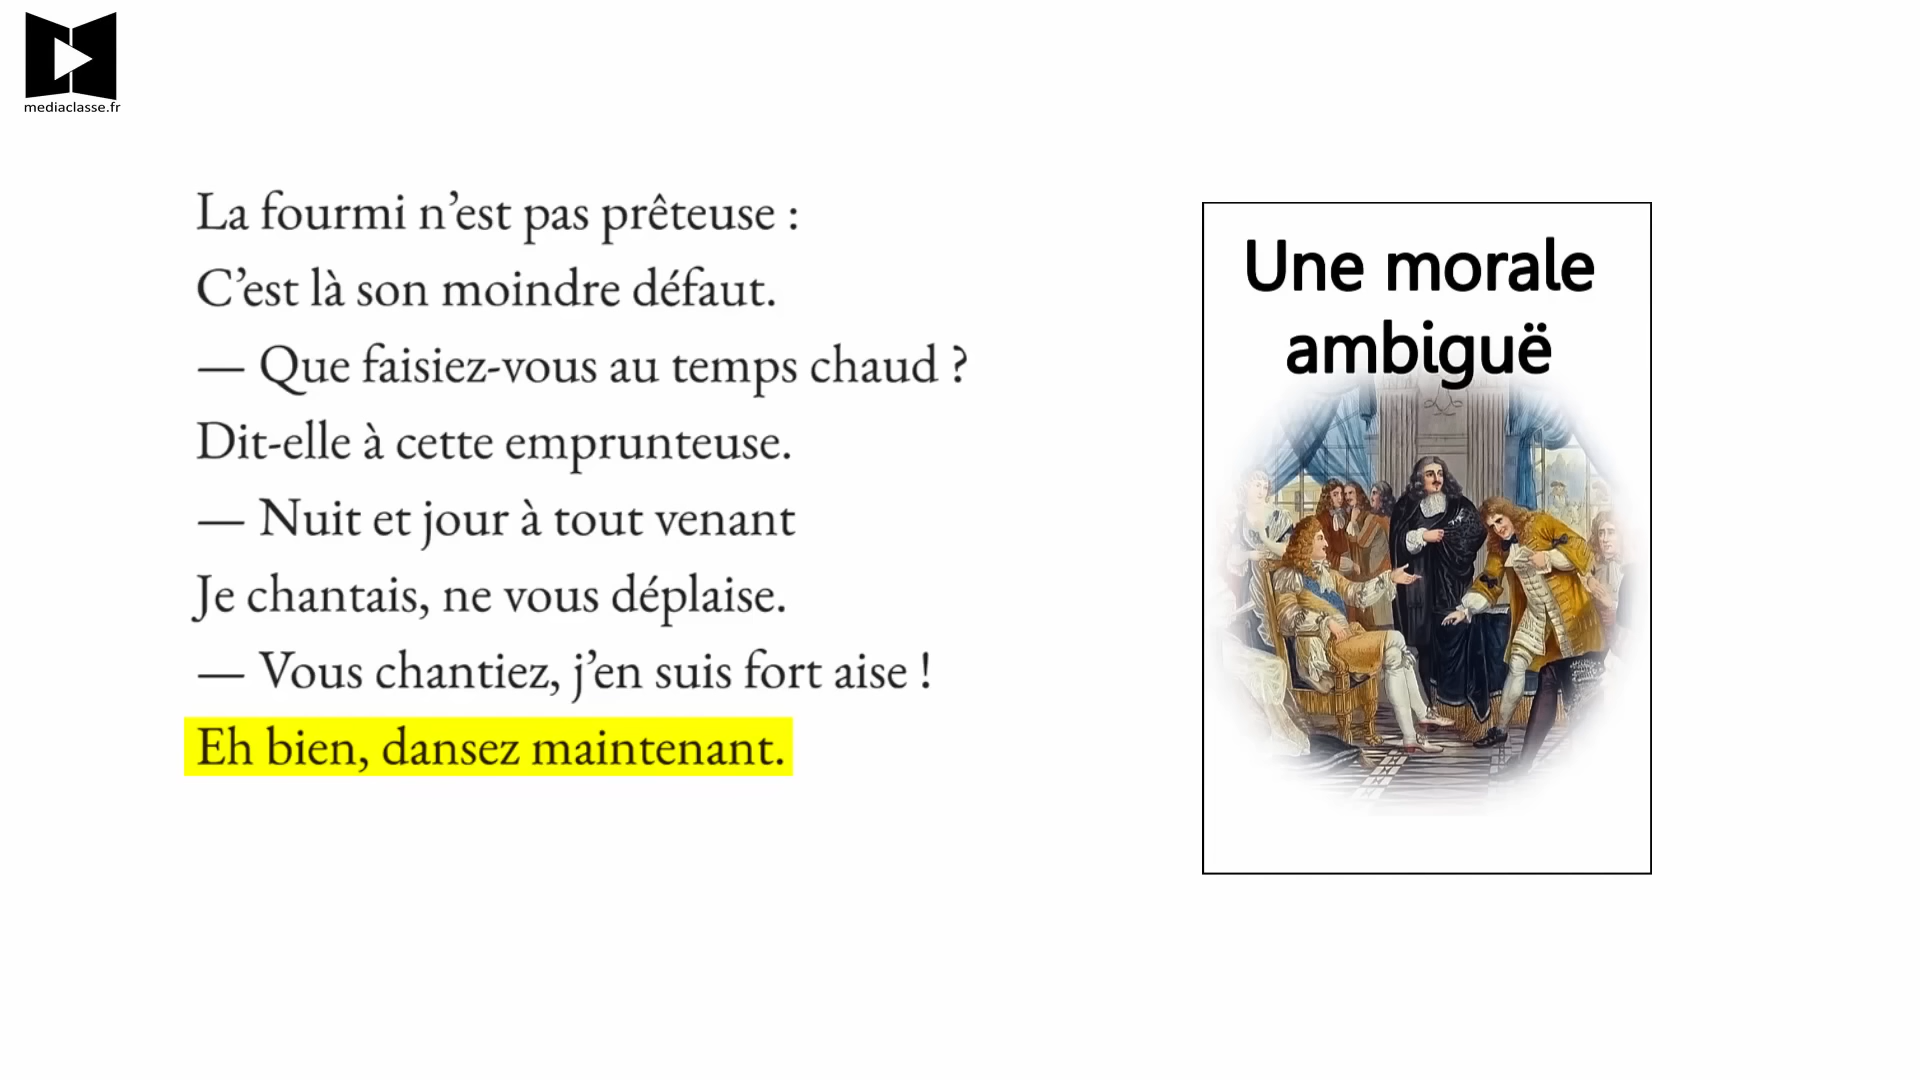 mediaclasse.fr
La fourmi n’est pas prêteuse :
C’est là son moindre défaut.
— Que faisiez-vous au temps chaud ?
Dit-elle à cette emprunteuse.
— Nuit et jour à tout venant
Je chantais, ne vous déplaise.
— Vous chantiez, j’en suis fort aise !
Eh bien, dansez maintenant.
Une morale
ambiguë